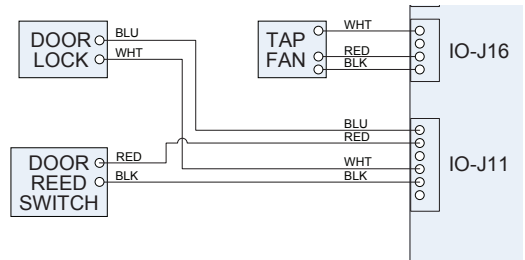 DOOR
LOCK
BLU
WHT
TAP
FAN
WHT
RED
BLK
IO-J16
BLU
RED
WHT
BLK
IO-J11
DOOR
REED
SWITCH
RED
BLK